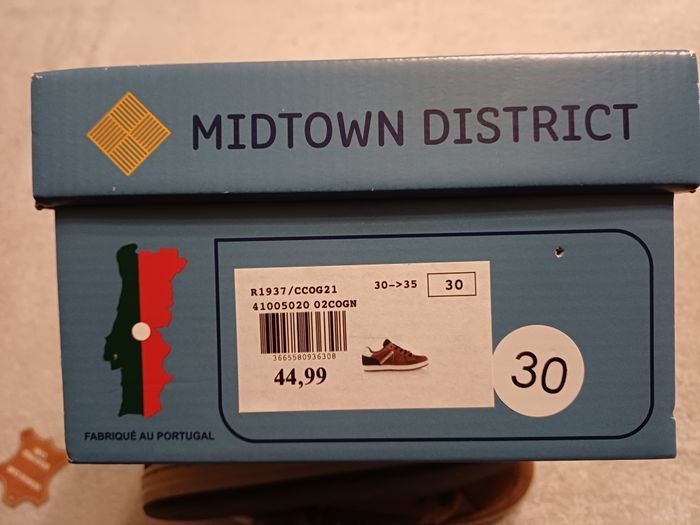 MIDTOWN DISTRICT
R1937/CCOG21 30->35 30
41005020 02COGN
3665580936308
44,99
30
FABRIQUÉ AU PORTUGAL